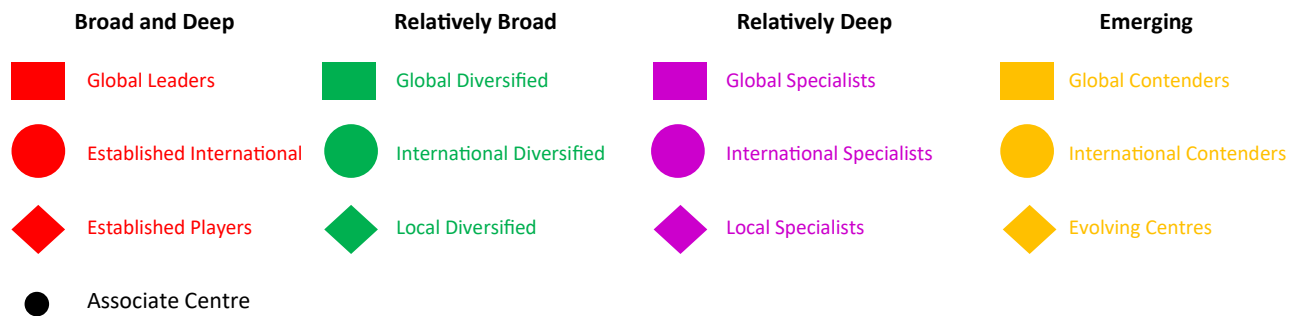 Broad and Deep
Relatively Broad
Relatively Deep
Emerging
Global Leaders
Global Diversified
Global Specialists
Global Contenders
Established International
International Diversified
International Specialists
International Contenders
Established Players
Local Diversified
Local Specialists
Evolving Centres
Associate Centre